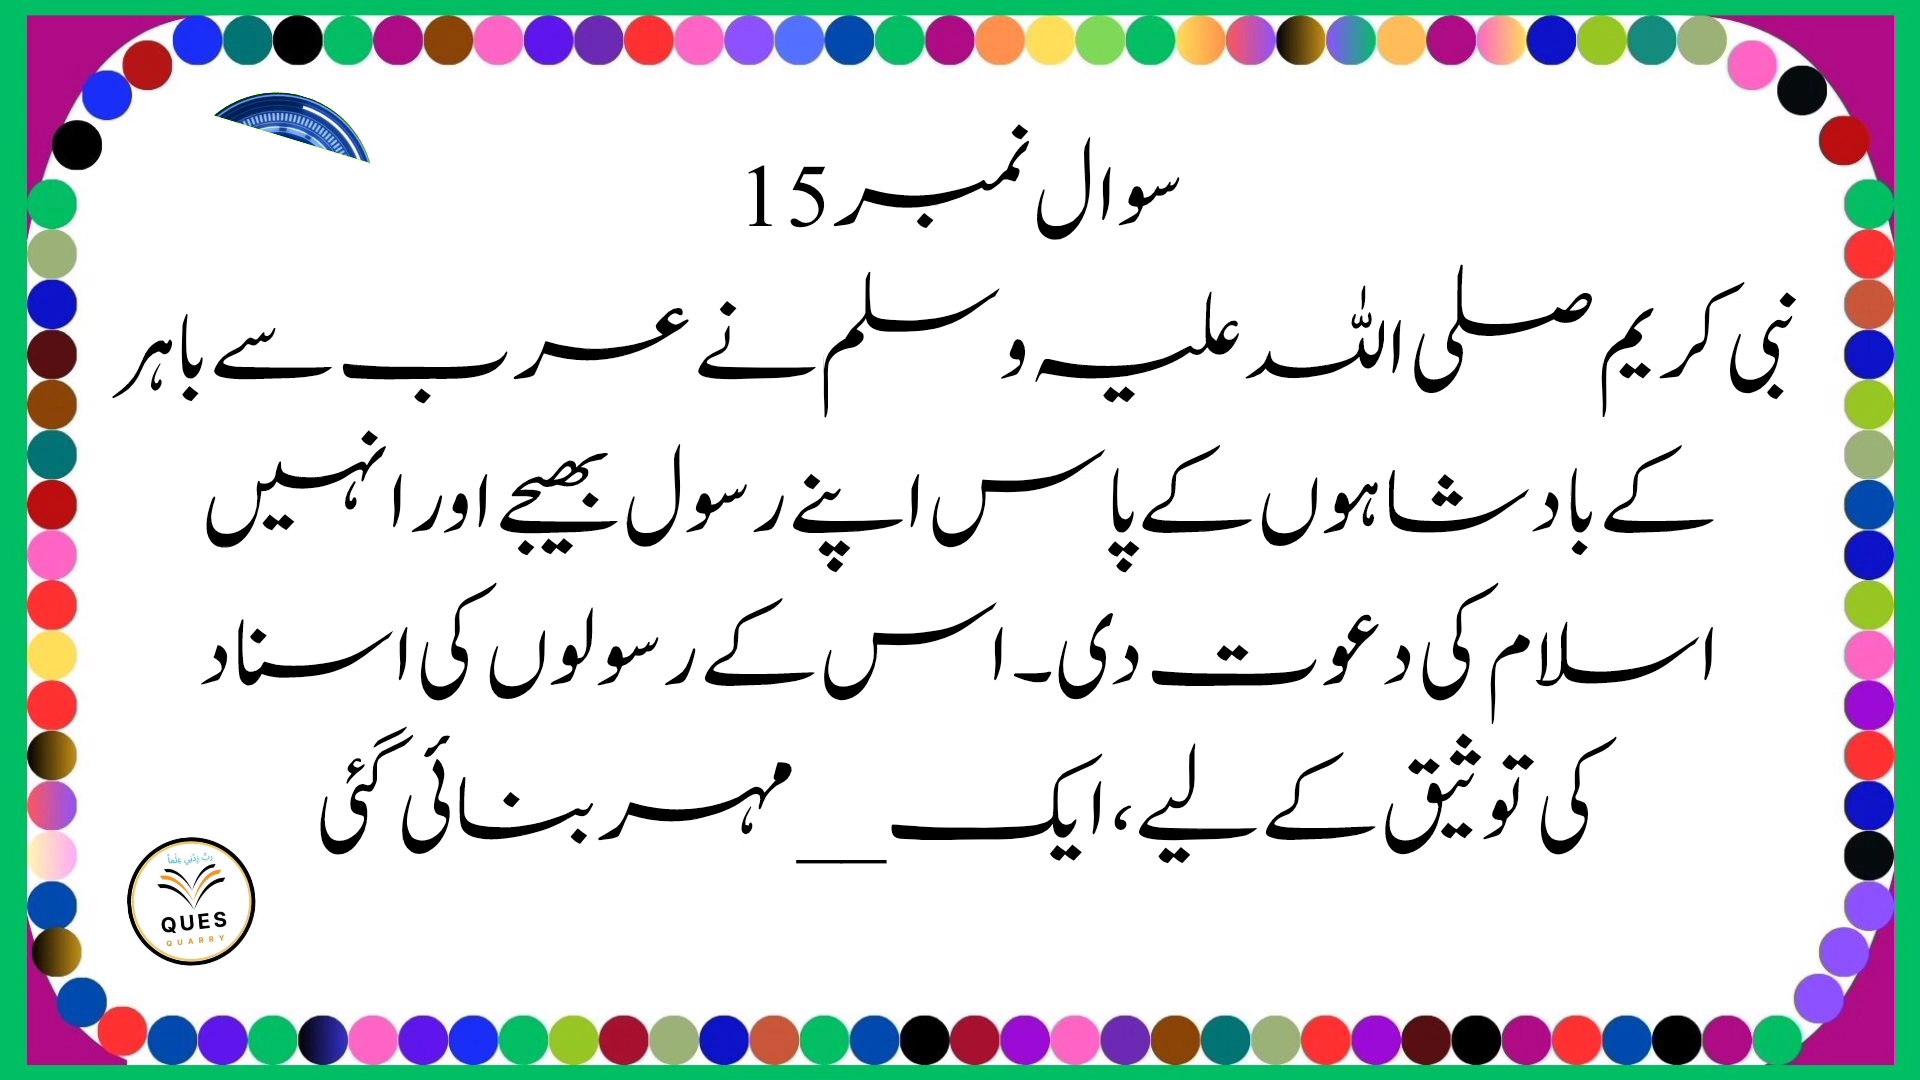 سوال نمبر 15
نبی کریم صلی اللہ علیہ وسلم نے عرب سے باہر
کے بادشاہوں کے پاس اپنے رسول بھیجے اور انہیں
اسلام کی دعوت دی۔ اس کے رسولوں کی اسناد
کی توثیق کے لیے، ایک ___ مہر بنائی گئی
رَبِّ زِدْنِي عِلْماً
QUES
QUARRY